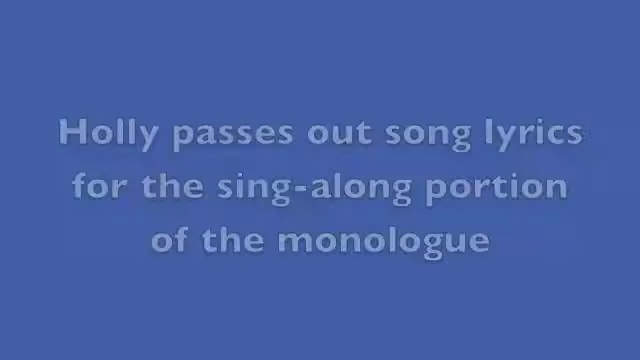 Holly passes out song lyrics
for the sing-along portion
of the monologue